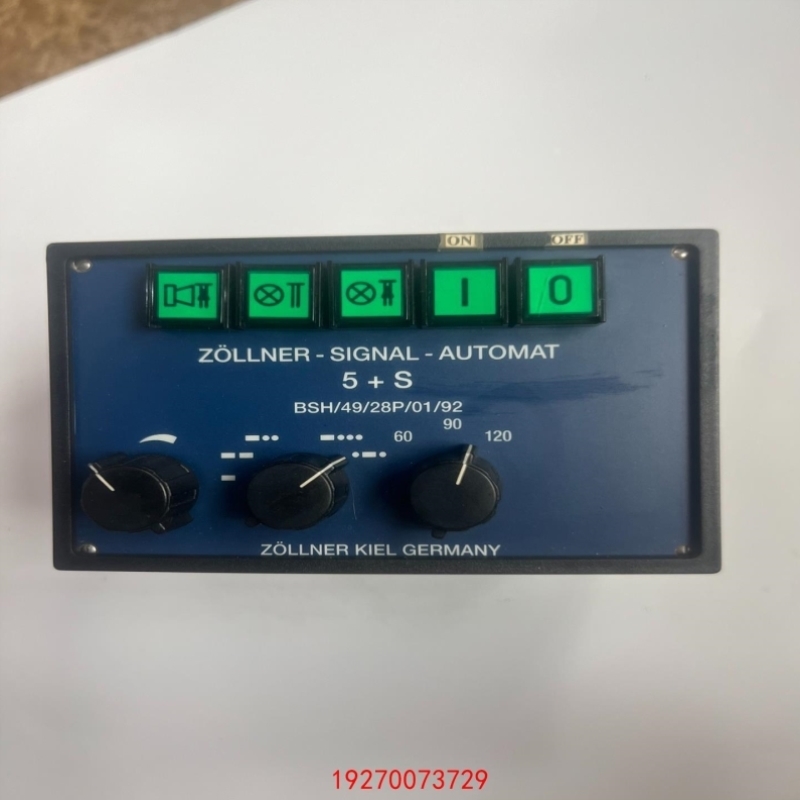 ON OFF
I O
ZÖLLNER - SIGNAL - AUTOMAT
5 + S
BSH/49/28P/01/92
60 90 120
ZÖLLNER KIEL GERMANY
19270073729